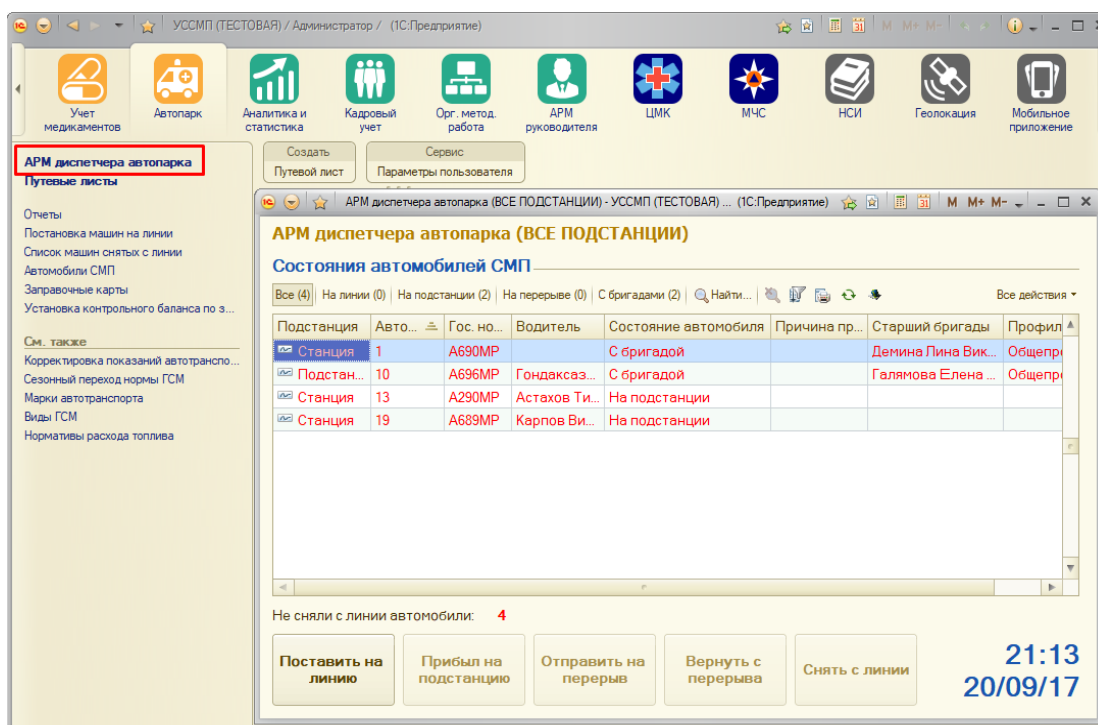 УССМП (ТЕСТОВАЯ) / Администратор / (1С:Предприятие)
M M+ M-
Учет медикаментов
Автопарк
Аналитика и статистика
Кадровый учет
Орг. метод. работа
АРМ руководителя
ЦМК
МЧС
НСИ
Геолокация
Мобильное приложение
АРМ диспетчера автопарка
Путевые листы
Отчеты
Постановка машин на линии
Список машин снятых с линии
Автомобили СМП
Заправочные карты
Установка контрольного баланса по з...
См. также
Корректировка показаний автотранспо...
Сезонный переход нормы ГСМ
Марки автотранспорта
Виды ГСМ
Нормативы расхода топлива
Создать
Путевой лист
Сервис
Параметры пользователя
АРМ диспетчера автопарка (ВСЕ ПОДСТАНЦИИ) - УССМП (ТЕСТОВАЯ) ... (1С:Предприятие) M M+ M-
АРМ диспетчера автопарка (ВСЕ ПОДСТАНЦИИ)
Состояния автомобилей СМП
Все (4) На линии (0) На подстанции (2) На перерыве (0) С бригадами (2) Найти... Все действия
Подстанция Авто... Гос. но... Водитель Состояние автомобиля Причина пр... Старший бригады Профил
Станция 1 А690МР С бригадой Демина Лина Вик... Общепр
Подстан... 10 А696МР Гондаксаз... С бригадой Галямова Елена ... Общепр
Станция 13 А290МР Астахов Ти... На подстанции
Станция 19 А689МР Карпов Ви... На подстанции
Не сняли с линии автомобили: 4
Поставить на линию
Прибыл на подстанцию
Отправить на перерыв
Вернуть с перерыва
Снять с линии
21:13
20/09/17